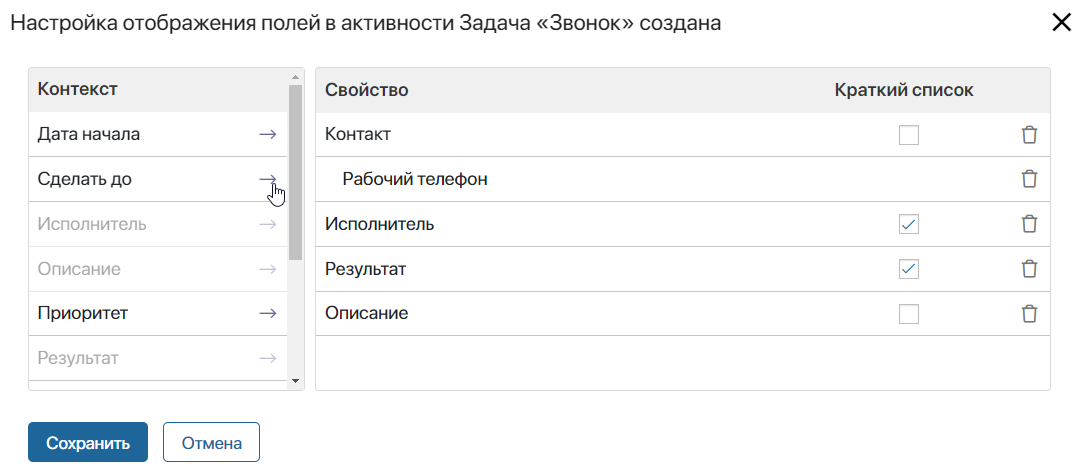 Настройка отображения полей в активности Задача «Звонок» создана
Контекст
Дата начала
Сделать до
Исполнитель
Описание
Приоритет
Результат
Свойство Краткий список
Контакт
Рабочий телефон
Исполнитель
Результат
Описание
Сохранить Отмена